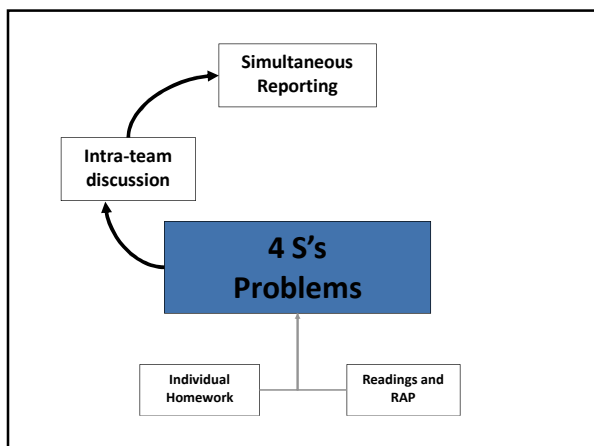 Simultaneous
Reporting
Intra-team
discussion
4 S’s
Problems
Individual
Homework
Readings and
RAP